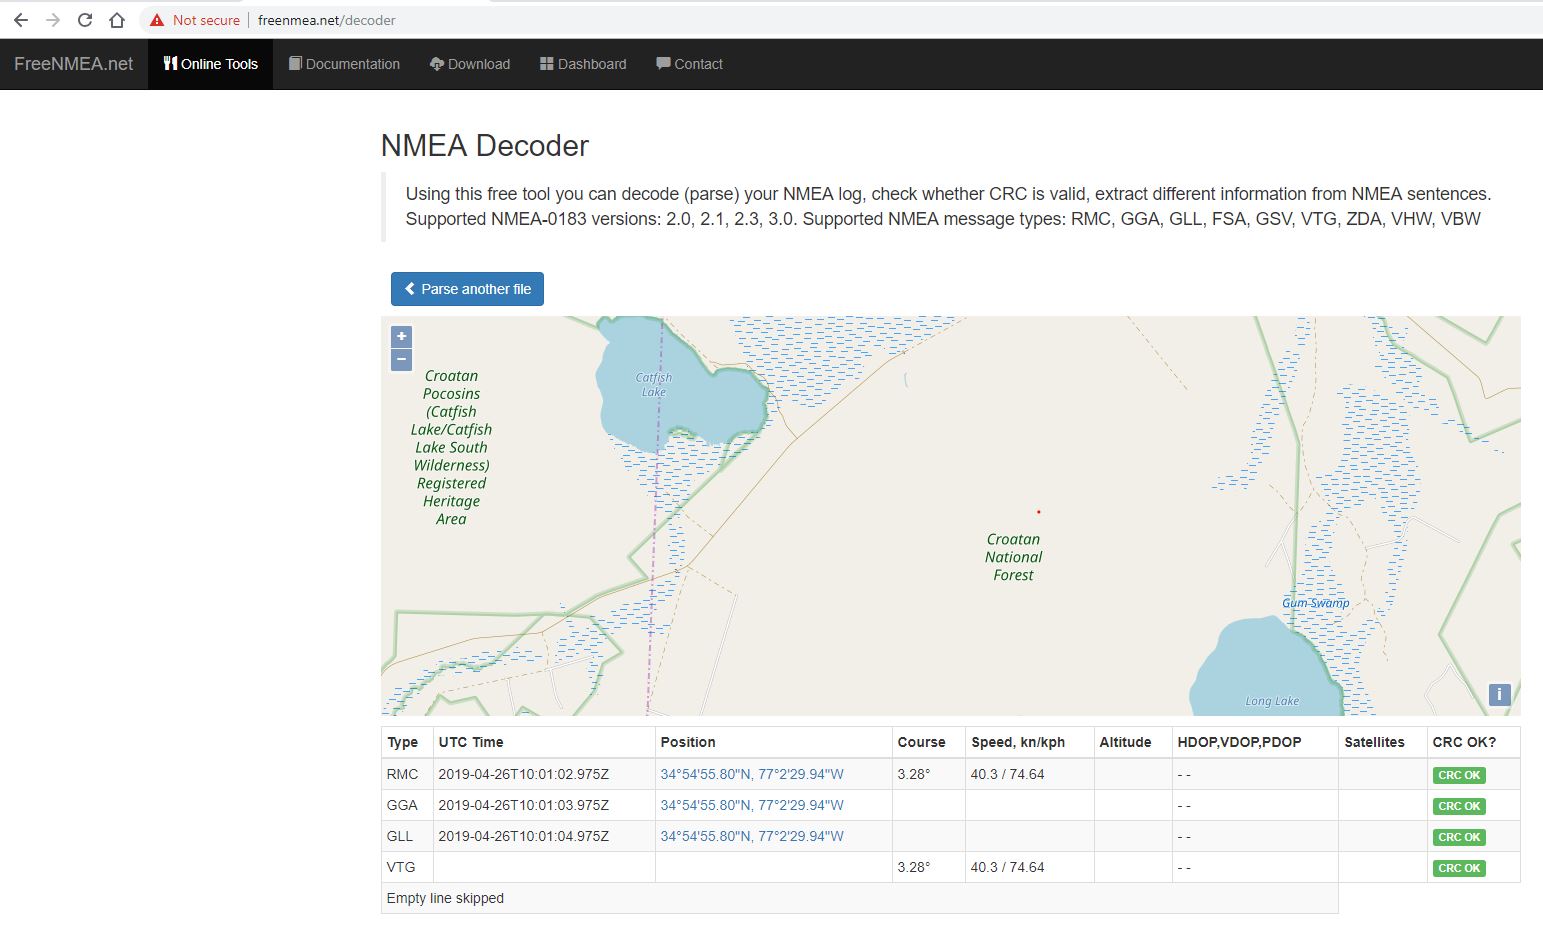 Not secure | freenmea.net/decoder
FreeNMEA.net Online Tools Documentation Download Dashboard Contact
NMEA Decoder
Using this free tool you can decode (parse) your NMEA log, check whether CRC is valid, extract different information from NMEA sentences.
Supported NMEA-0183 versions: 2.0, 2.1, 2.3, 3.0. Supported NMEA message types: RMC, GGA, GLL, FSA, GSV, VTG, ZDA, VHW, VBW
Parse another file
+
−
Croatan
Pocosins
(Catfish
Lake/Catfish
Lake South
Wilderness)
Registered
Heritage
Area
Catfish
Lake
Croatan
National
Forest
Gum Swamp
Long Lake
i
Type UTC Time Position Course Speed, kn/kph Altitude HDOP,VDOP,PDOP Satellites CRC OK?
RMC 2019-04-26T10:01:02.975Z 34°54'55.80"N, 77°2'29.94"W 3.28° 40.3 / 74.64 - - CRC OK
GGA 2019-04-26T10:01:03.975Z 34°54'55.80"N, 77°2'29.94"W - - CRC OK
GLL 2019-04-26T10:01:04.975Z 34°54'55.80"N, 77°2'29.94"W - - CRC OK
VTG 3.28° 40.3 / 74.64 - - CRC OK
Empty line skipped